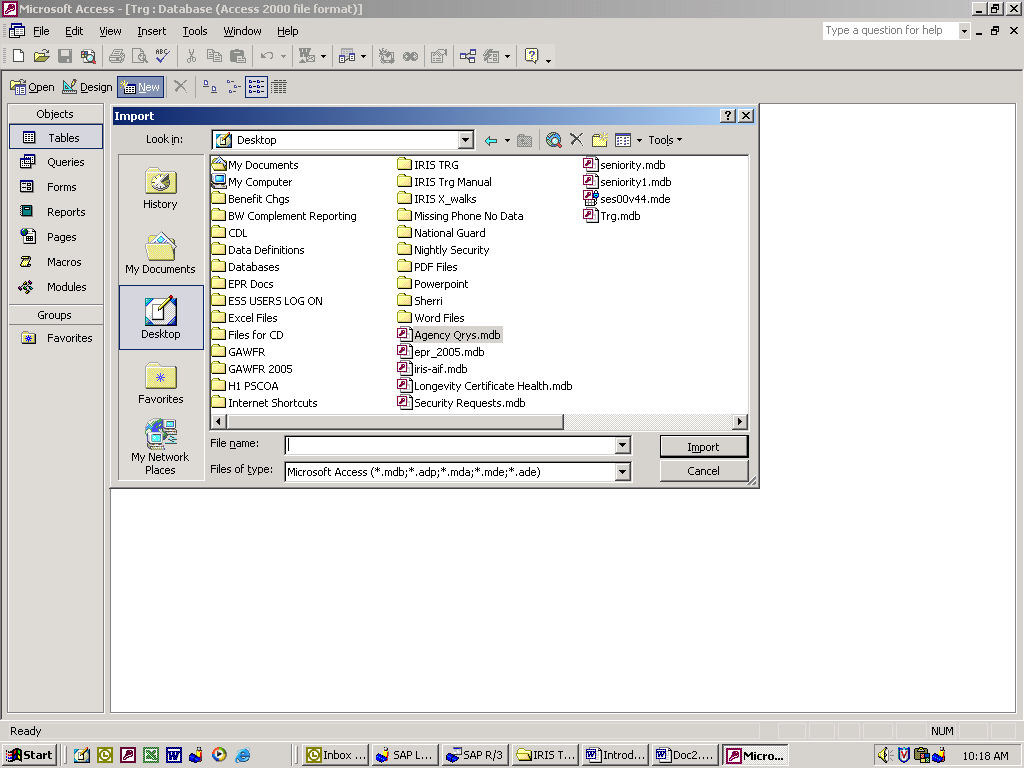 Microsoft Access - [Trg : Database (Access 2000 file format)]
File Edit View Insert Tools Window Help
Type a question for help
Open Design New
Objects
Tables
Queries
Forms
Reports
Pages
Macros
Modules
Groups
Favorites
Import
Look in:
Desktop
Tools
History
My Documents
Desktop
Favorites
My Network
Places
My Documents
My Computer
Benefit Chgs
BW Complement Reporting
CDL
Data Definitions
Databases
EPR Docs
ESS USERS LOG ON
Excel Files
Files for CD
GAWFR
GAWFR 2005
H1 PSCOA
Internet Shortcuts
IRIS TRG
IRIS Trg Manual
IRIS X_walks
Missing Phone No Data
National Guard
Nightly Security
PDF Files
Powerpoint
Sherri
Word Files
Agency Qrys.mdb
epr_2005.mdb
iris-aif.mdb
Longevity Certificate Health.mdb
Security Requests.mdb
seniority.mdb
seniority1.mdb
ses00v44.mde
Trg.mdb
File name:
Import
Files of type:
Microsoft Access (*.mdb;*.adp;*.mda;*.mde;*.ade)
Cancel
Ready
NUM
Start
Inbox ...
SAP L...
SAP R/3
IRIS T...
Introd...
Doc2....
Micro...
10:18 AM